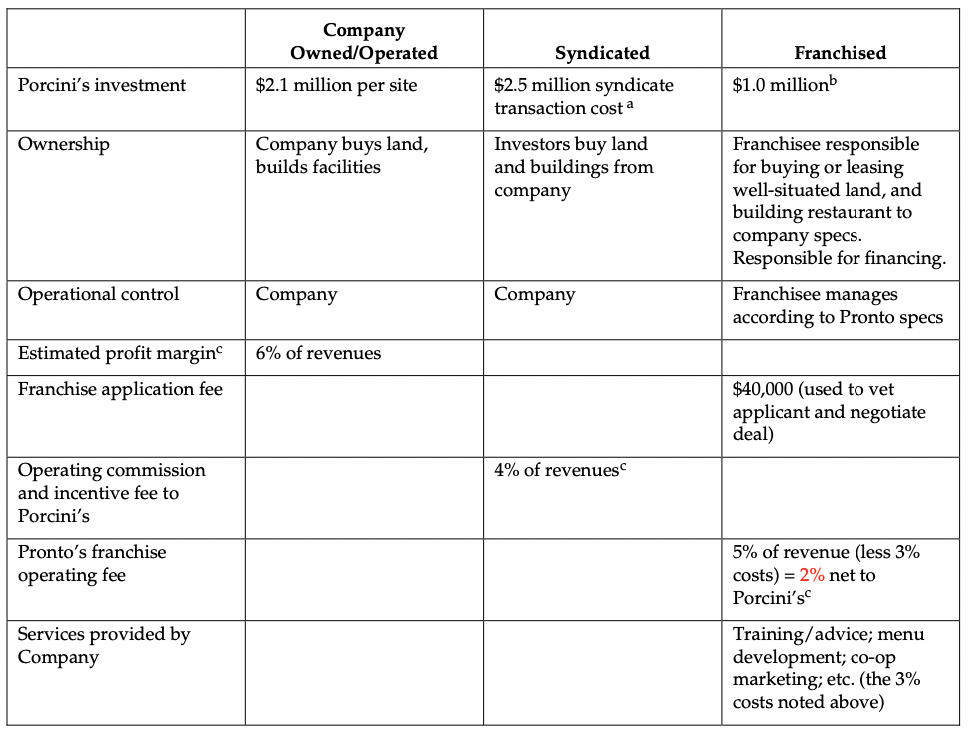 Company
Owned/Operated
Syndicated
Franchised
Porcini's investment
$2.1 million per site
$2.5 million syndicate
transaction cost a
$1.0 millionb
Ownership
Company buys land,
builds facilities
Investors buy land
and buildings from
company
Franchisee responsible
for buying or leasing
well-situated land, and
building restaurant to
company specs.
Responsible for financing.
Operational control
Company
Company
Franchisee manages
according to Pronto specs
Estimated profit marginc
6% of revenues
Franchise application fee
$40,000 (used to vet
applicant and negotiate
deal)
Operating commission
and incentive fee to
Porcini's
4% of revenuesc
Pronto's franchise
operating fee
5% of revenue (less 3%
costs) = 2% net to
Porcini'sc
Services provided by
Company
Training/advice; menu
development; co-op
marketing; etc. (the 3%
costs noted above)